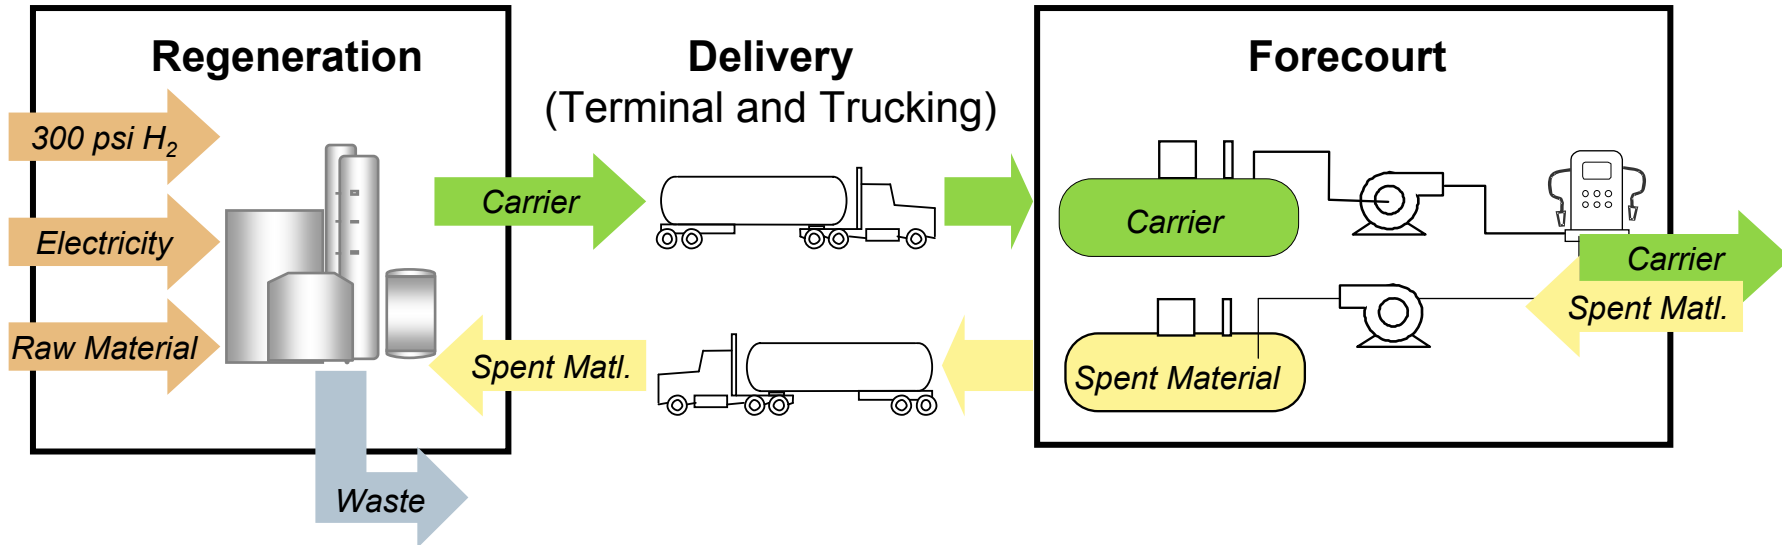 Regeneration
Delivery
(Terminal and Trucking)
Forecourt
300 psi H₂
Electricity
Raw Material
Carrier
Carrier
Carrier
Spent Matl.
Spent Material
Spent Matl.
Waste